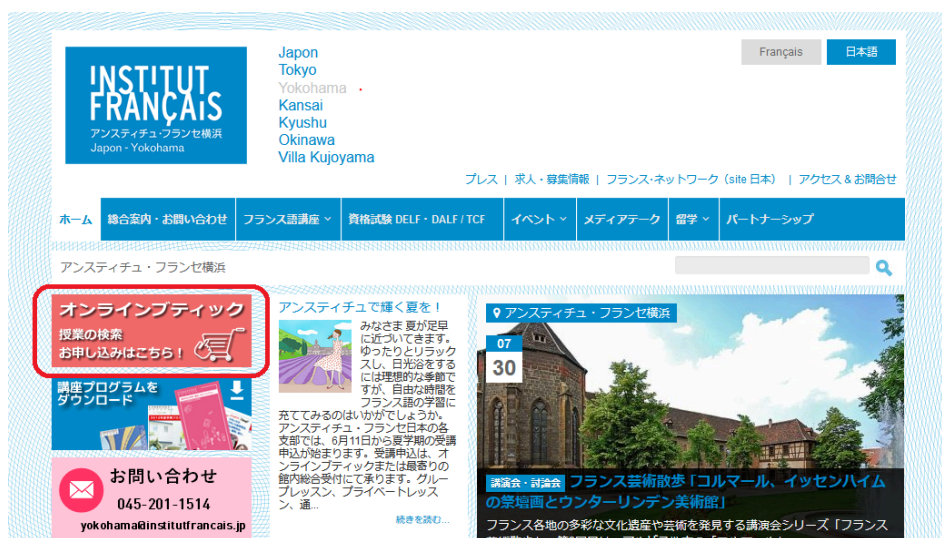 INSTITUT
FRANÇAIS
アンスティチュ・フランセ横浜
Japon - Yokohama
Japon
Tokyo
Yokohama
Kansai
Kyushu
Okinawa
Villa Kujoyama
Français
日本語
プレス | 求人・募集情報 | フランス・ネットワーク（site 日本） | アクセス & お問合せ
ホーム 総合案内・お問い合わせ フランス語講座 資格試験 DELF・DALF / TCF イベント メディアテーク 留学 パートナーシップ
アンスティチュ・フランセ横浜
オンラインブティック
授業の検索
お申し込みはこちら！
講座プログラムを
ダウンロード
お問い合わせ
045-201-1514
yokohama@institutfrancais.jp
アンスティチュで輝く夏を！
みなさま 夏が足早
に近づいてきます。
ゆったりとリラック
スし、日光浴をする
には理想的な季節で
すが、自由な時間を
フランス語の学習に
充ててみるのはいかがでしょうか。
アンスティチュ・フランセ日本の各
支部では、6月11日から夏学期の受講
申込が始まります。受講申込は、オ
ンラインブティックまたは最寄りの
館内総合受付にて承ります。グルー
プレッスン、プライベートレッス
ン、通...
続きを読む...
アンスティチュ・フランセ横浜
07
30
講演会・討論会 フランス芸術散歩「コルマール、イッセンハイム
の祭壇画とウンターリンデン美術館」
フランス各地の多彩な文化遺産や芸術を発見する講演会シリーズ「フランス